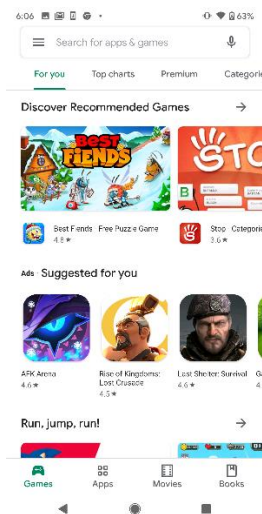 6:06
63%
Search for apps & games
For you
Top charts
Premium
Categorie
Discover Recommended Games
BEST
FIENDS
STO
Best Fiends - Free Puzzle Game
4.8★
Stop - Categorie
3.6★
Ads · Suggested for you
AFK Arena
4.6★
Rise of Kingdoms:
Lost Crusade
4.5★
Last Shelter: Survival
4.6★
Run, jump, run!
Games
Apps
Movies
Books